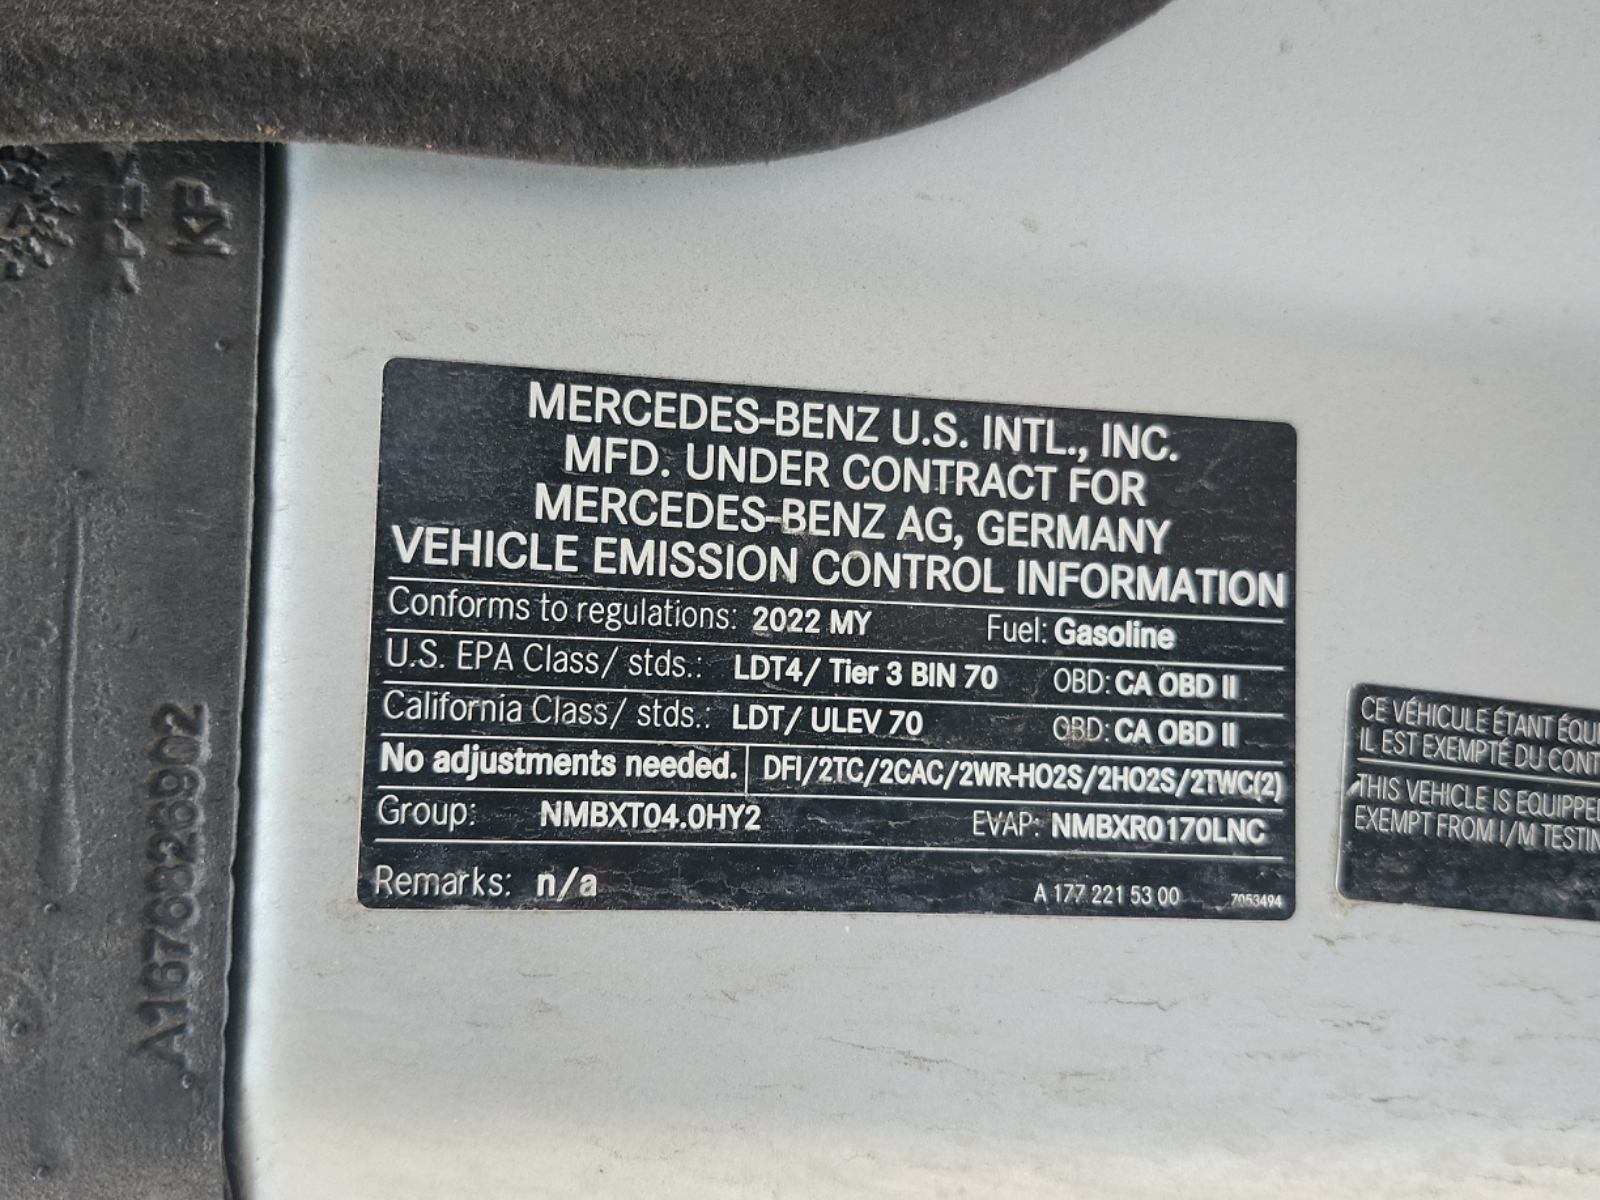 KP
A1676326902
MERCEDES-BENZ U.S. INTL., INC.
MFD. UNDER CONTRACT FOR
MERCEDES-BENZ AG, GERMANY
VEHICLE EMISSION CONTROL INFORMATION
Conforms to regulations: 2022 MY Fuel: Gasoline
U.S. EPA Class/ stds.: LDT4/ Tier 3 BIN 70 OBD: CA OBD II
California Class/ stds.: LDT/ ULEV 70 OBD: CA OBD II
No adjustments needed. DFI/2TC/2CAC/2WR-HO2S/2HO2S/2TWC(2)
Group: NMBXT04.0HY2 EVAP: NMBXR0170LNC
Remarks: n/a A 177 221 53 00 7053494
CE VÉHICULE ÉTANT ÉQUI
IL EST EXEMPTÉ DU CONT
THIS VEHICLE IS EQUIPPED
EXEMPT FROM I/M TESTIN